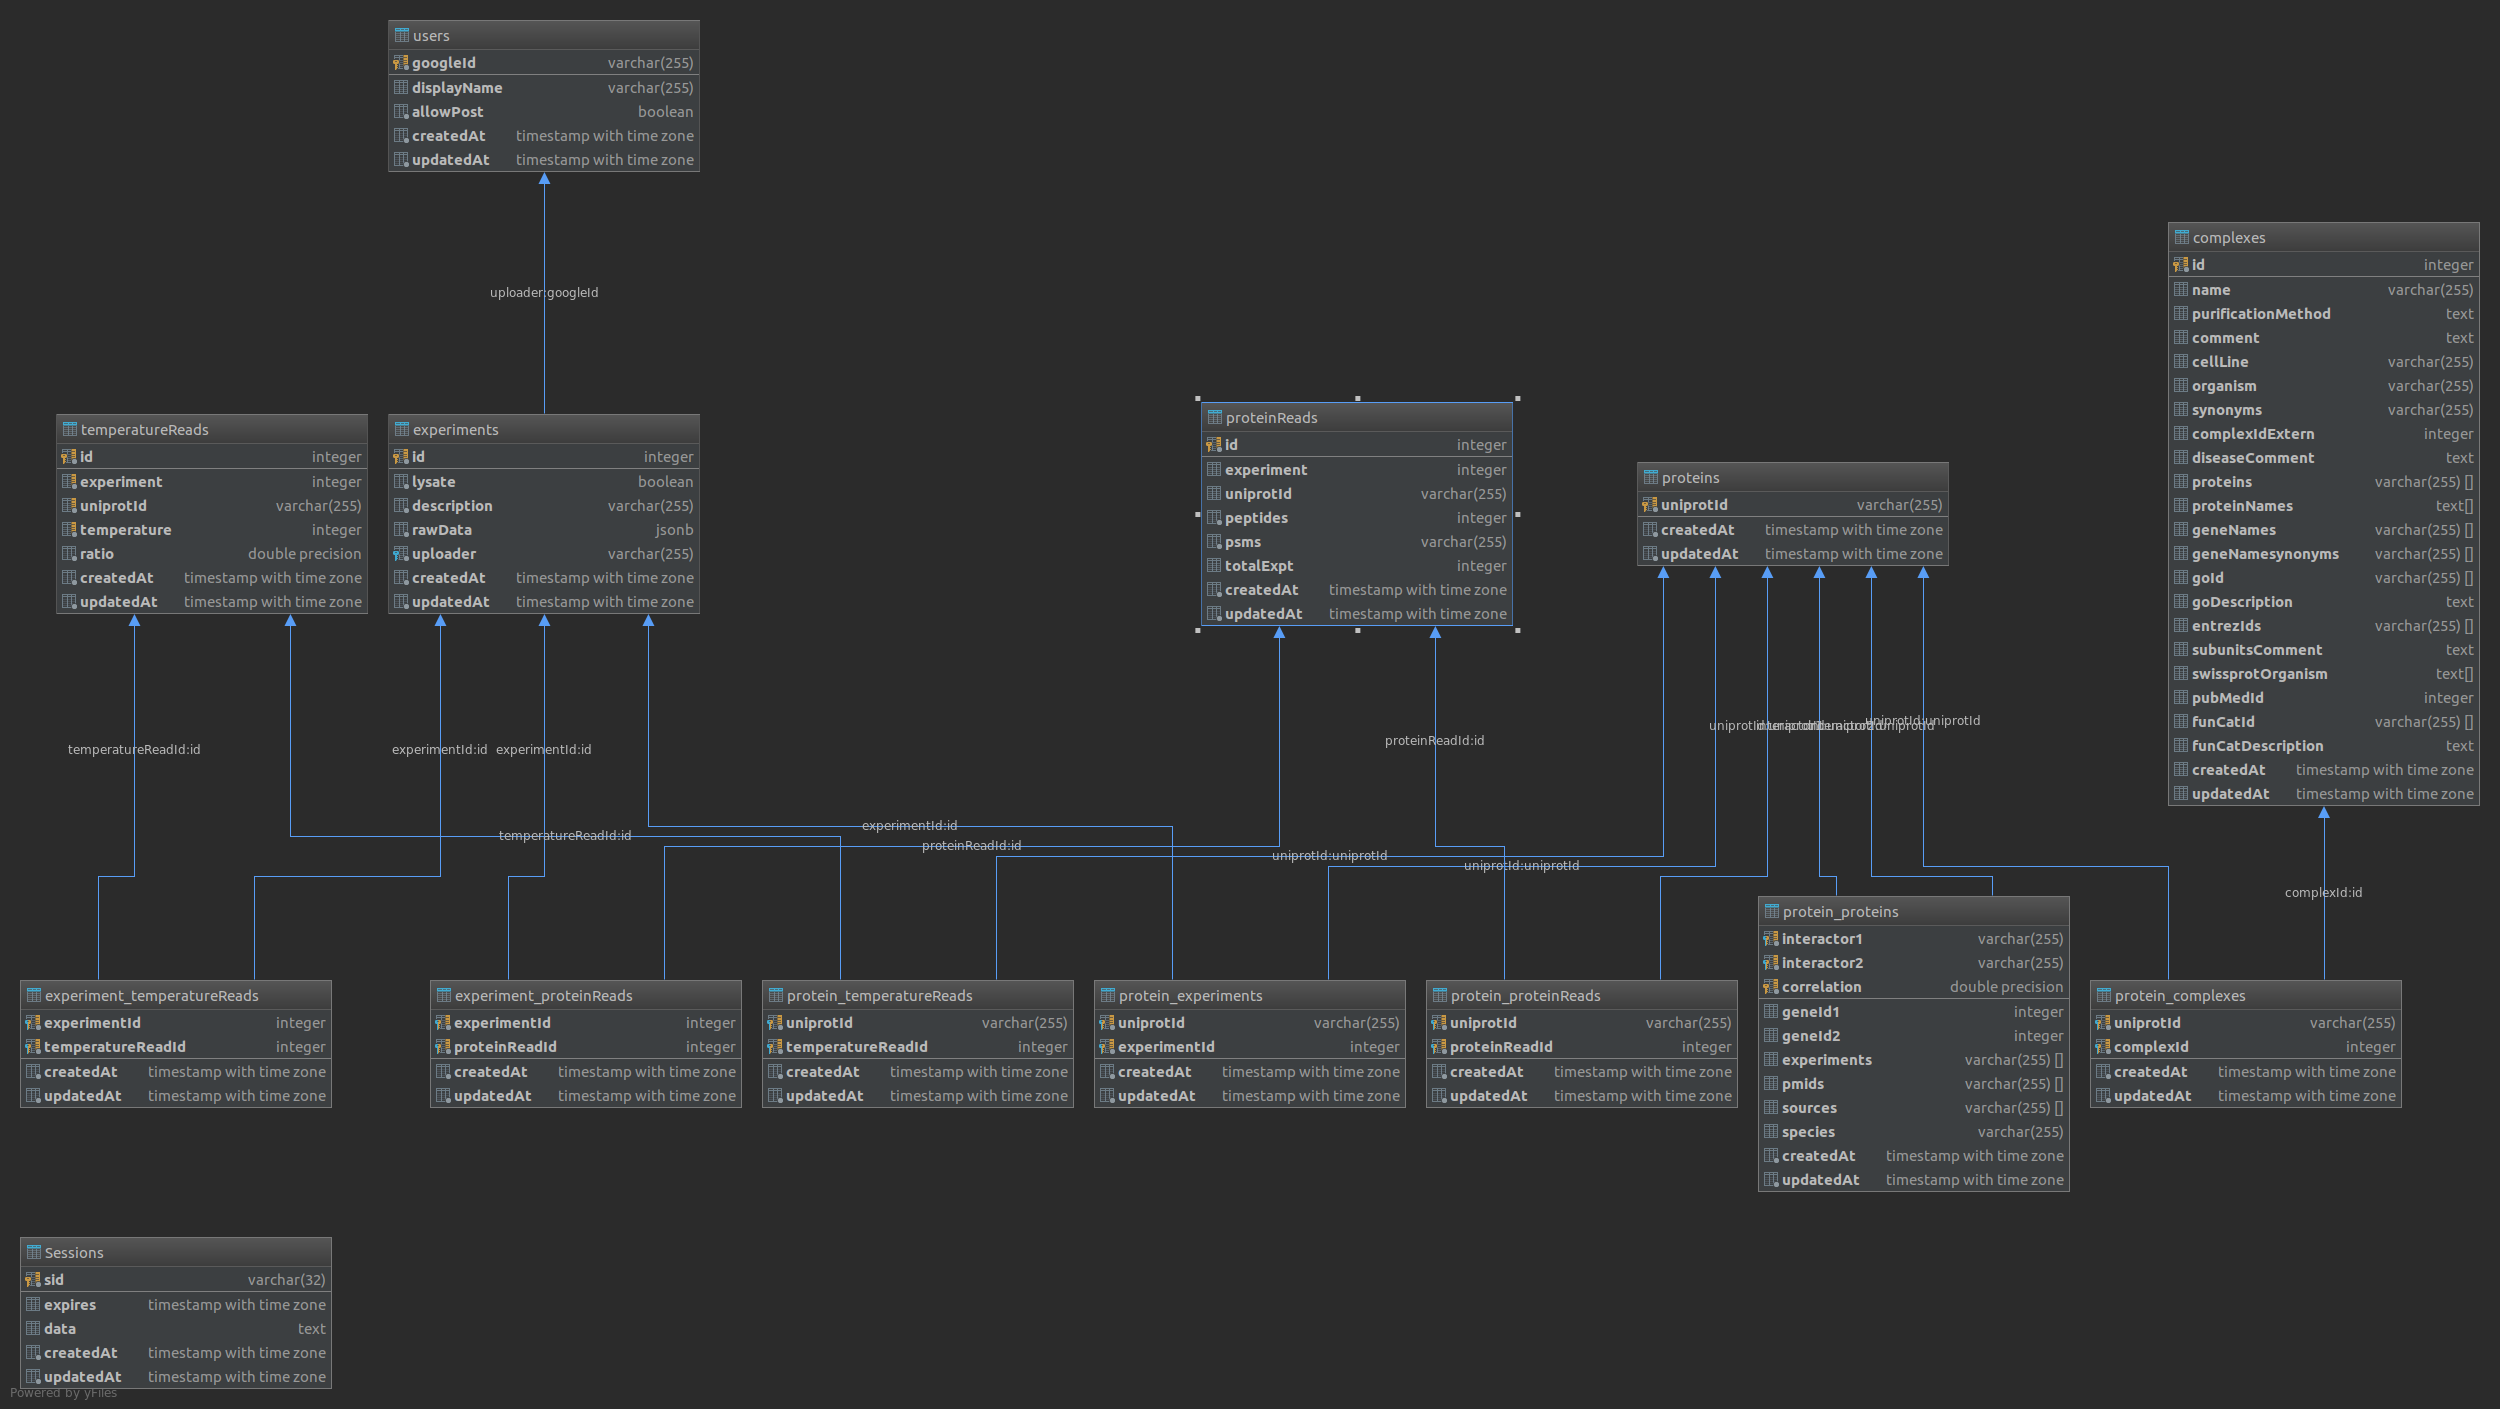 users
googleId varchar(255)
displayName varchar(255)
allowPost boolean
createdAt timestamp with time zone
updatedAt timestamp with time zone
uploader:googleId
temperatureReads
id integer
experiment integer
uniprotId varchar(255)
temperature integer
ratio double precision
createdAt timestamp with time zone
updatedAt timestamp with time zone
experiments
id integer
lysate boolean
description varchar(255)
rawData jsonb
uploader varchar(255)
createdAt timestamp with time zone
updatedAt timestamp with time zone
proteinReads
id integer
experiment integer
uniprotId varchar(255)
peptides integer
psms varchar(255)
totalExpt integer
createdAt timestamp with time zone
updatedAt timestamp with time zone
proteins
uniprotId varchar(255)
createdAt timestamp with time zone
updatedAt timestamp with time zone
complexes
id integer
name varchar(255)
purificationMethod text
comment text
cellLine varchar(255)
organism varchar(255)
synonyms varchar(255)
complexIdExtern integer
diseaseComment text
proteins varchar(255) []
proteinNames text[]
geneNames varchar(255) []
geneNamesynonyms varchar(255) []
goId varchar(255) []
goDescription text
entrezIds varchar(255) []
subunitsComment text
swissprotOrganism text[]
pubMedId integer
funCatId varchar(255) []
funCatDescription text
createdAt timestamp with time zone
updatedAt timestamp with time zone
temperatureReadId:id
experimentId:id
experimentId:id
proteinReadId:id
uniprotId:uniprotId
temperatureReadId:id
experimentId:id
proteinReadId:id
uniprotId:uniprotId
uniprotId:uniprotId
complexId:id
experiment_temperatureReads
experimentId integer
temperatureReadId integer
createdAt timestamp with time zone
updatedAt timestamp with time zone
experiment_proteinReads
experimentId integer
proteinReadId integer
createdAt timestamp with time zone
updatedAt timestamp with time zone
protein_temperatureReads
uniprotId varchar(255)
temperatureReadId integer
createdAt timestamp with time zone
updatedAt timestamp with time zone
protein_experiments
uniprotId varchar(255)
experimentId integer
createdAt timestamp with time zone
updatedAt timestamp with time zone
protein_proteinReads
uniprotId varchar(255)
proteinReadId integer
createdAt timestamp with time zone
updatedAt timestamp with time zone
protein_proteins
interactor1 varchar(255)
interactor2 varchar(255)
correlation double precision
geneId1 integer
geneId2 integer
experiments varchar(255) []
pmids varchar(255) []
sources varchar(255) []
species varchar(255)
createdAt timestamp with time zone
updatedAt timestamp with time zone
protein_complexes
uniprotId varchar(255)
complexId integer
createdAt timestamp with time zone
updatedAt timestamp with time zone
Sessions
sid varchar(32)
expires timestamp with time zone
data text
createdAt timestamp with time zone
updatedAt timestamp with time zone
Powered by yFiles